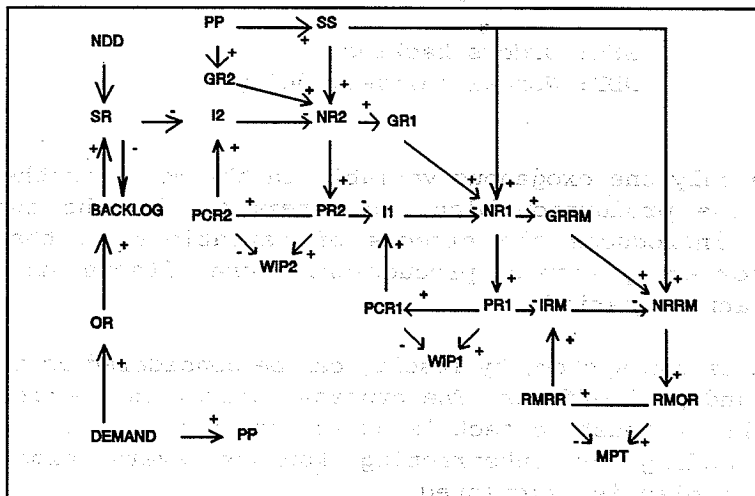 PP SS
NDD
GR2
SR I2 NR2 GR1
BACKLOG PCR2 PR2 I1 NR1 GRRM
WIP2
OR PCR1 PR1 IRM NRRM
WIP1
RMRR RMOR
DEMAND PP
MPT